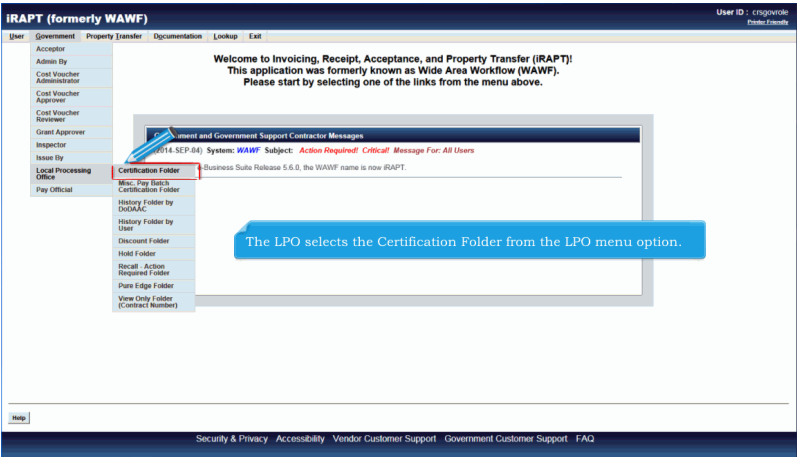 iRAPT (formerly WAWF)
User ID : crsgovrole
Printer Friendly
User Government Property Transfer Documentation Lookup Exit
Acceptor
Admin By
Cost Voucher
Administrator
Cost Voucher
Approver
Cost Voucher
Reviewer
Grant Approver
Inspector
Issue By
Local Processing
Office
Pay Official
Certification Folder
Misc. Pay Batch
Certification Folder
History Folder by
DoDAAC
History Folder by
User
Discount Folder
Hold Folder
Recall - Action
Required Folder
Pure Edge Folder
View Only Folder
(Contract Number)
Welcome to Invoicing, Receipt, Acceptance, and Property Transfer (iRAPT)!
This application was formerly known as Wide Area Workflow (WAWF).
Please start by selecting one of the links from the menu above.
and Government Support Contractor Messages
(2014-SEP-04) System: WAWF Subject: Action Required! Critical! Message For: All Users
e-Business Suite Release 5.6.0, the WAWF name is now iRAPT.
The LPO selects the Certification Folder from the LPO menu option.
Help
Security & Privacy Accessibility Vendor Customer Support Government Customer Support FAQ